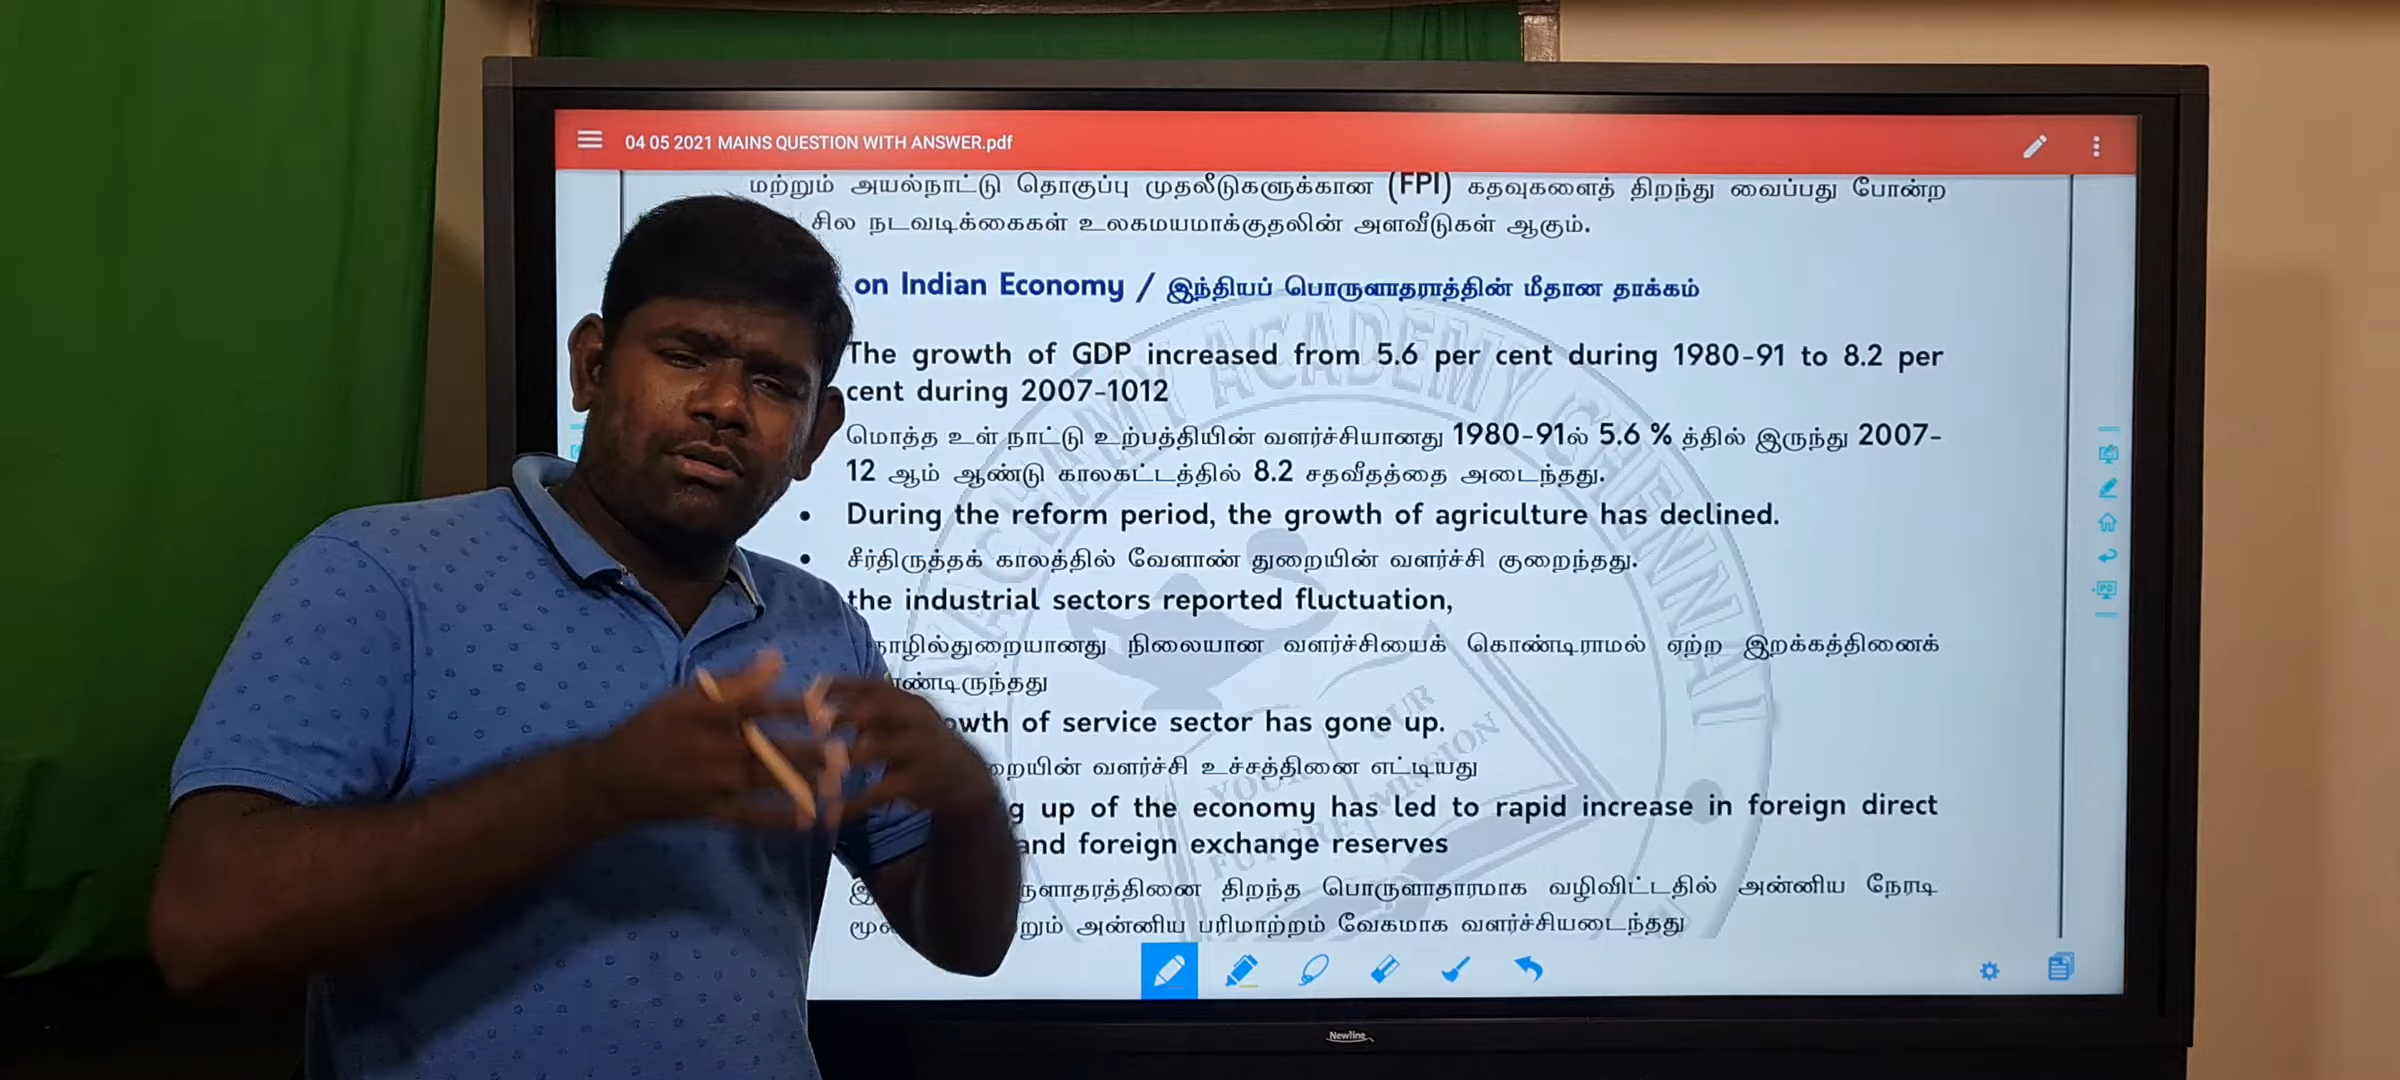 04 05 2021 MAINS QUESTION WITH ANSWER.pdf
மற்றும் அயல்நாட்டு தொகுப்பு முதலீடுகளுக்கான (FPI) கதவுகளைத் திறந்து வைப்பது போன்ற
சில நடவடிக்கைகள் உலகமயமாக்குதலின் அளவீடுகள் ஆகும்.
on Indian Economy / இந்தியப் பொருளாதராத்தின் மீதான தாக்கம்
The growth of GDP increased from 5.6 per cent during 1980-91 to 8.2 per
cent during 2007-1012
மொத்த உள் நாட்டு உற்பத்தியின் வளர்ச்சியானது 1980-91ல் 5.6 % த்தில் இருந்து 2007-
12 ஆம் ஆண்டு காலகட்டத்தில் 8.2 சதவீதத்தை அடைந்தது.
• During the reform period, the growth of agriculture has declined.
• சீர்திருத்தக் காலத்தில் வேளாண் துறையின் வளர்ச்சி குறைந்தது.
the industrial sectors reported fluctuation,
நிலையான வளர்ச்சியைக் கொண்டிராமல் ஏற்ற இறக்கத்தினைக்
of service sector has gone up.
வளர்ச்சி உச்சத்தினை எட்டியது
up of the economy has led to rapid increase in foreign direct
and foreign exchange reserves
திறந்த பொருளாதாரமாக வழிவிட்டதில் அன்னிய நேரடி
அன்னிய பரிமாற்றம் வேகமாக வளர்ச்சியடைந்தது
ACADEMY CHENNAI
YOUR FUTURE OUR MISSION
Newline